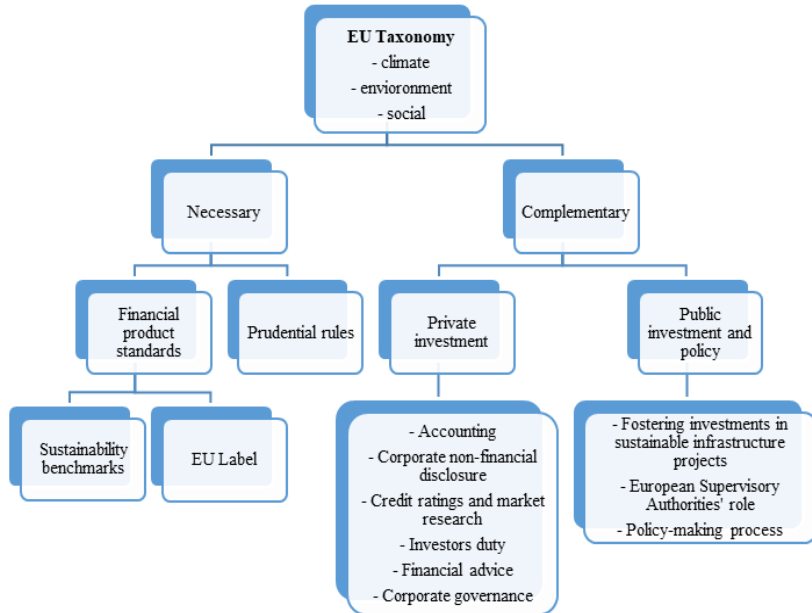 EU Taxonomy
- climate
- envioronment
- social
Necessary
Complementary
Financial
product
standards
Prudential rules
Private
investment
Public
investment and
policy
Sustainability
benchmarks
EU Label
- Accounting
- Corporate non-financial
disclosure
- Credit ratings and market
research
- Investors duty
- Financial advice
- Corporate governance
- Fostering investments in
sustainable infrastructure
projects
- European Supervisory
Authorities' role
- Policy-making process